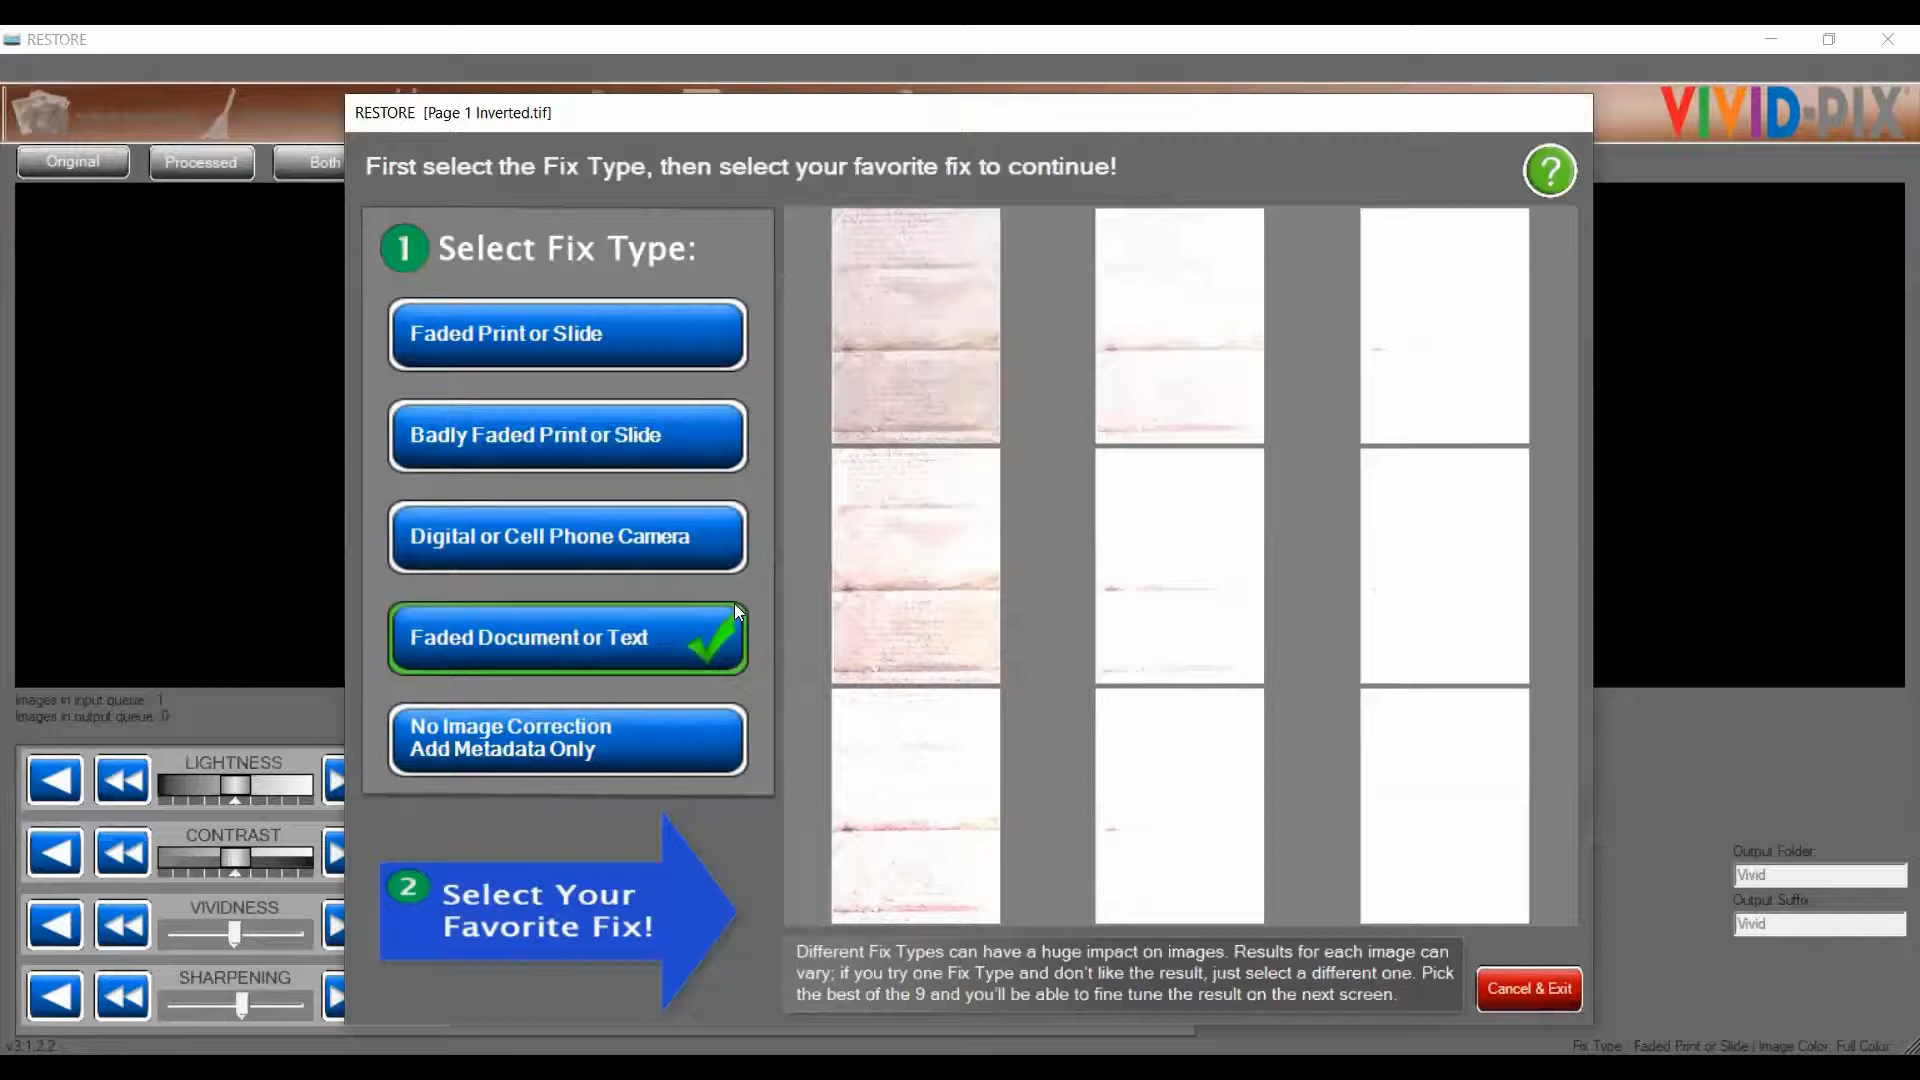 RESTORE
RESTORE [Page 1 Inverted.tif]
VIVID-PIX
Original
Processed
Both
First select the Fix Type, then select your favorite fix to continue!
?
1 Select Fix Type:
Faded Print or Slide
Badly Faded Print or Slide
Digital or Cell Phone Camera
Faded Document or Text
No Image Correction
Add Metadata Only
Images in input queue: 1
Images in output queue: 0
LIGHTNESS
CONTRAST
VIVIDNESS
SHARPENING
2 Select Your
Favorite Fix!
Different Fix Types can have a huge impact on images. Results for each image can
vary; if you try one Fix Type and don't like the result, just select a different one. Pick
the best of the 9 and you'll be able to fine tune the result on the next screen.
Cancel & Exit
Output Folder:
Vivid
Output Suffix
Vivid
v3.1.2.2
Fix Type: Faded Print or Slide | Image Color: Full Color